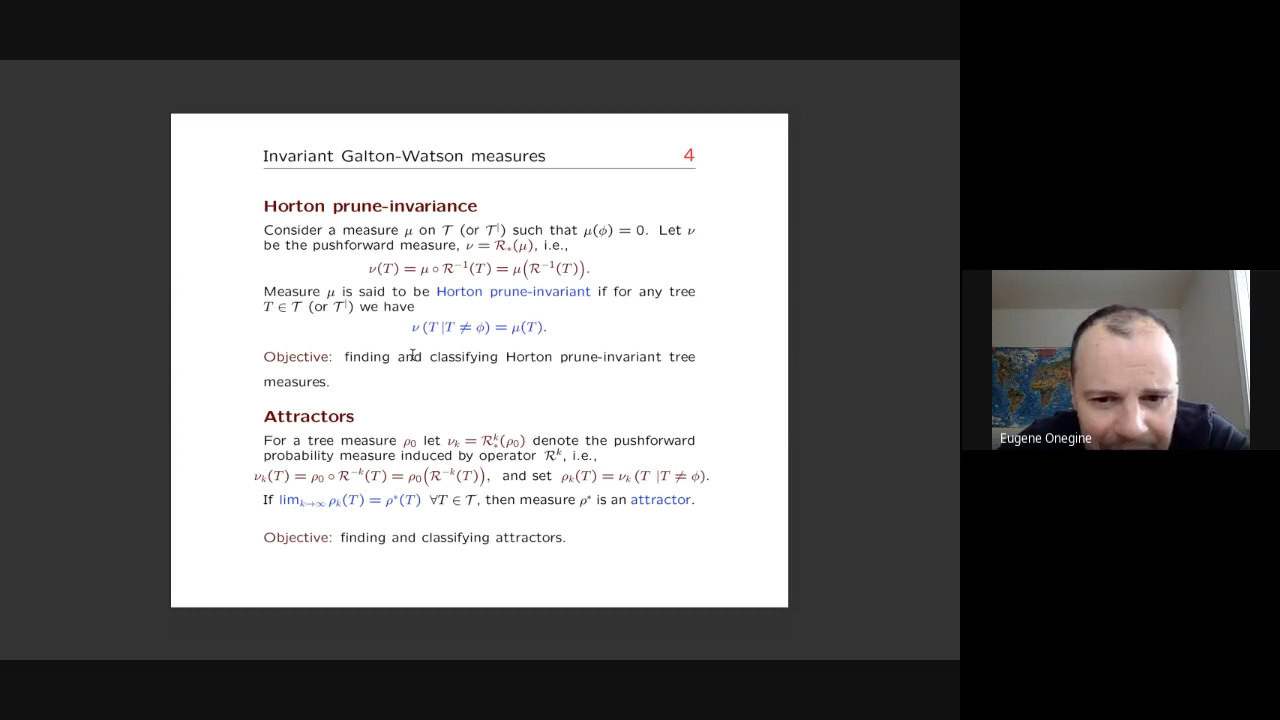 Invariant Galton-Watson measures 4
Horton prune-invariance
Consider a measure μ on 𝒯 (or 𝒯^|) such that μ(ϕ) = 0. Let ν
be the pushforward measure, ν = ℛ_*(μ), i.e.,
ν(T) = μ ∘ ℛ^{-1}(T) = μ(ℛ^{-1}(T)).
Measure μ is said to be Horton prune-invariant if for any tree
T ∈ 𝒯 (or 𝒯^|) we have
ν (T | T ≠ ϕ) = μ(T).
Objective: finding and classifying Horton prune-invariant tree
measures.
Attractors
For a tree measure ρ_0 let ν_k = ℛ_*^k(ρ_0) denote the pushforward
probability measure induced by operator ℛ^k, i.e.,
ν_k(T) = ρ_0 ∘ ℛ^{-k}(T) = ρ_0(ℛ^{-k}(T)), and set ρ_k(T) = ν_k (T | T ≠ ϕ).
If lim_{k→∞} ρ_k(T) = ρ^*(T) ∀T ∈ 𝒯, then measure ρ^* is an attractor.
Objective: finding and classifying attractors.
Eugene Onegine